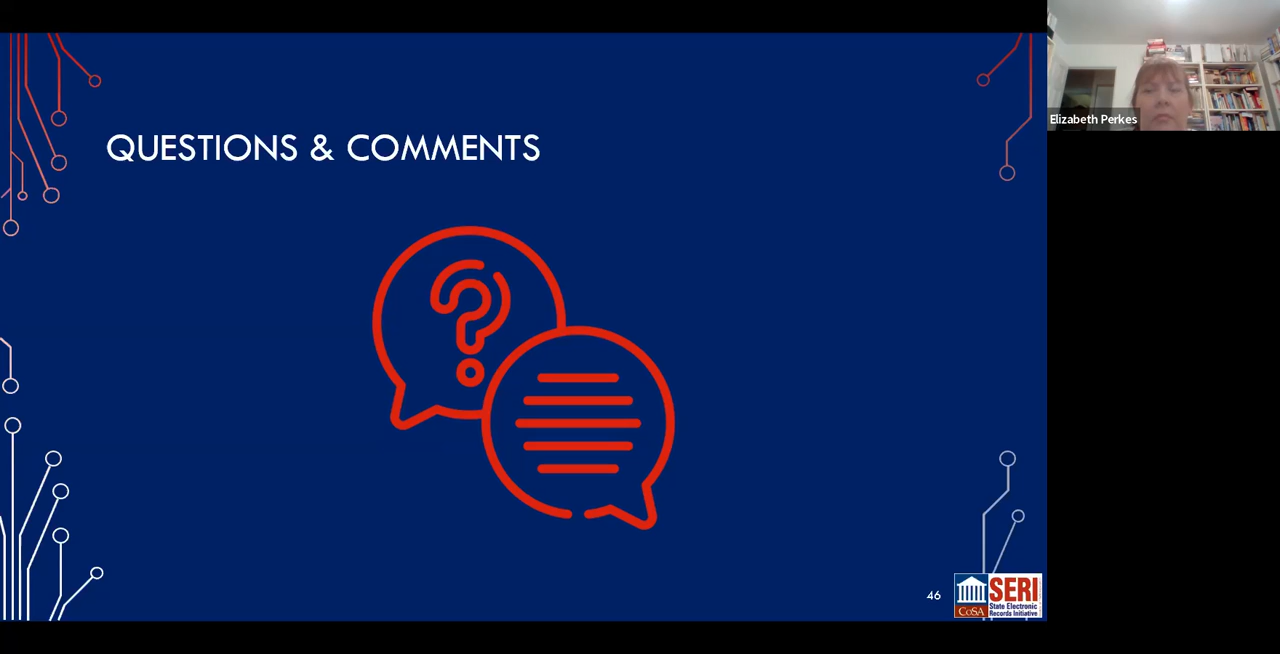 Elizabeth Perkes
QUESTIONS & COMMENTS
46
SERI
CoSA
State Electronic
Records Initiative